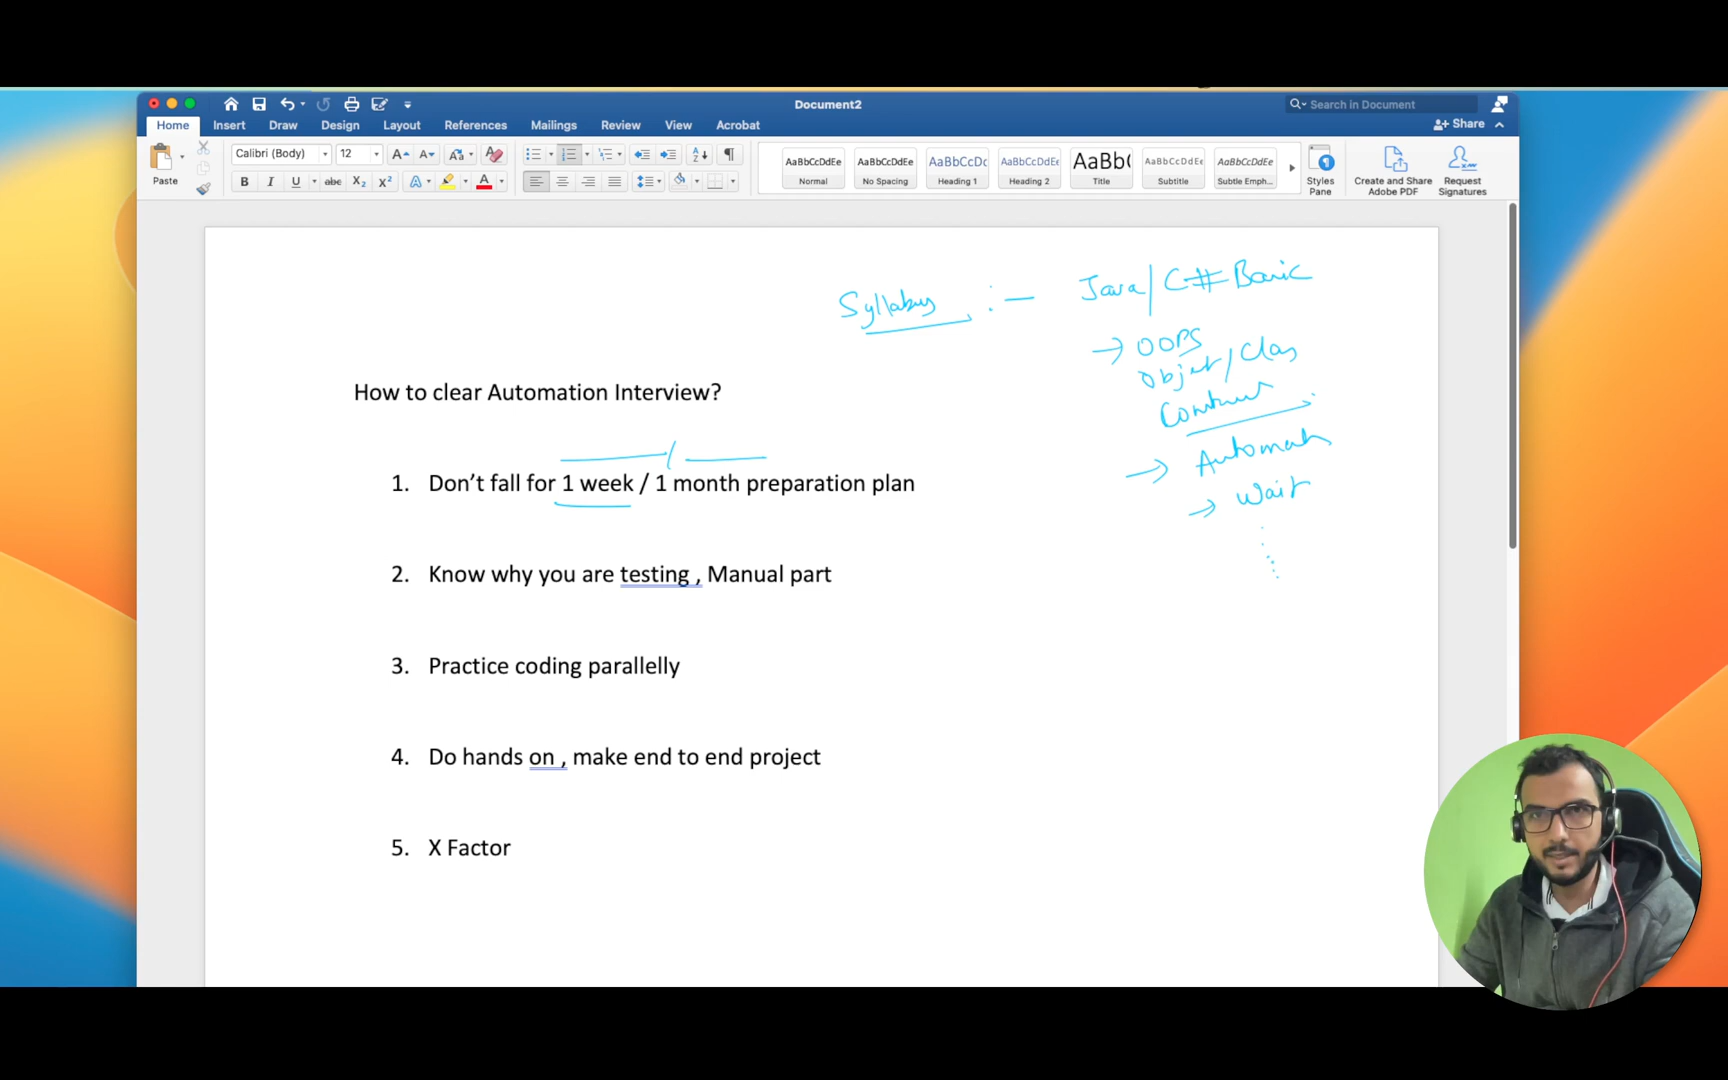 Document2
Search in Document
Home Insert Draw Design Layout References Mailings Review View Acrobat
Share
Paste
Calibri (Body) 12
AaBbCcDdEe AaBbCcDdEe AaBbCcDc AaBbCcDdEe AaBb( AaBbCcDdEe AaBbCcDdEe
Normal No Spacing Heading 1 Heading 2 Title Subtitle Subtle Emph...
Styles Pane
Create and Share Adobe PDF
Request Signatures
Syllabus :— Java/C# Basic
→ OOPS
Objet/Clas
→ Automat
→ Wait
How to clear Automation Interview?
1. Don't fall for 1 week / 1 month preparation plan
2. Know why you are testing , Manual part
3. Practice coding parallelly
4. Do hands on , make end to end project
5. X Factor